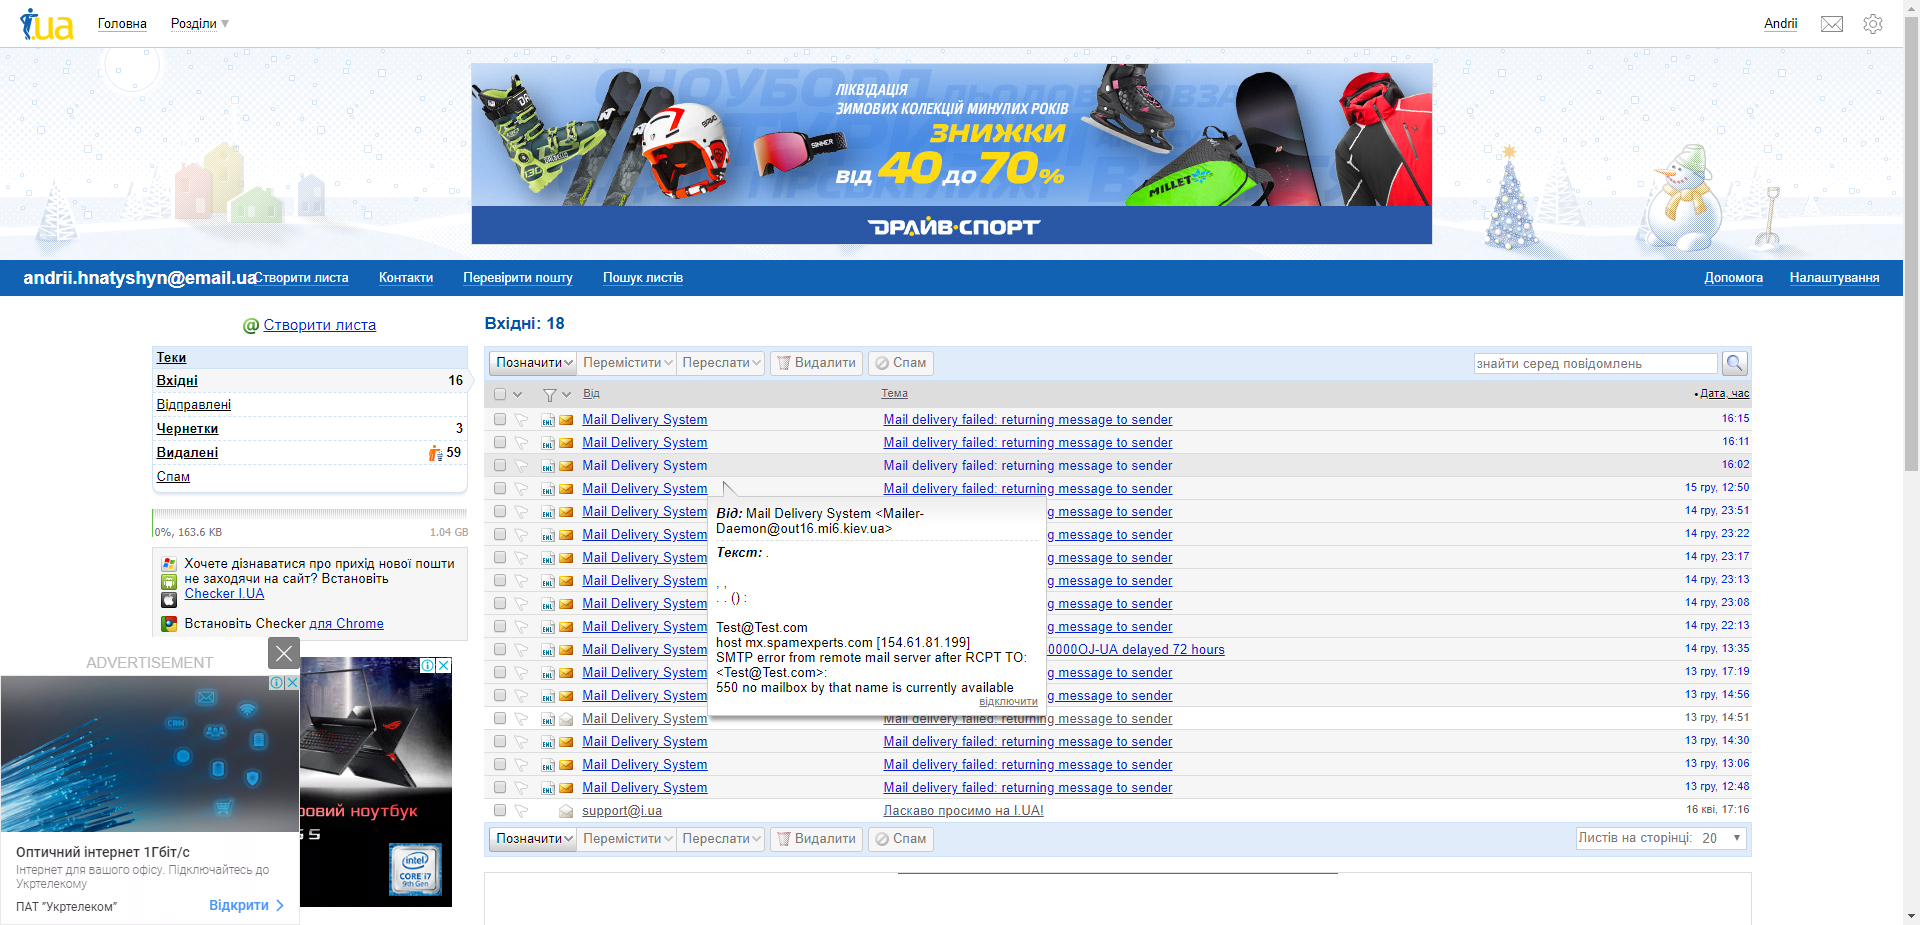 i.ua
Головна
Розділи
Andrii
ЛІКВІДАЦІЯ
ЗИМОВИХ КОЛЕКЦІЙ МИНУЛИХ РОКІВ
ЗНИЖКИ
ВІД 40 ДО 70%
MILLET
SINNER
ДРАЙВ·СПОРТ
andrii.hnatyshyn@email.ua
Створити листа
Контакти
Перевірити пошту
Пошук листів
Допомога
Налаштування
Створити листа
Теки
Вхідні 16
Відправлені
Чернетки 3
Видалені 59
Спам
0%, 163.6 KB 1.04 GB
Хочете дізнаватися про прихід нової пошти
не заходячи на сайт? Встановіть
Checker I.UA
Встановіть Checker для Chrome
ADVERTISEMENT
CRM
Оптичний інтернет 1Гбіт/с
Інтернет для вашого офісу. Підключайтесь до
Укртелекому
ПАТ "Укртелеком"
Відкрити
ровий ноутбук
G 5
intel
CORE i7
9th Gen
Вхідні: 18
Позначити Перемістити Переслати Видалити Спам
знайти серед повідомлень
Від Тема Дата, час
Mail Delivery System Mail delivery failed: returning message to sender 16:15
Mail Delivery System Mail delivery failed: returning message to sender 16:11
Mail Delivery System Mail delivery failed: returning message to sender 16:02
Mail Delivery System Mail delivery failed: returning message to sender 15 гру, 12:50
Mail Delivery System g message to sender 14 гру, 23:51
Mail Delivery System g message to sender 14 гру, 23:22
Mail Delivery System g message to sender 14 гру, 23:17
Mail Delivery System g message to sender 14 гру, 23:13
Mail Delivery System g message to sender 14 гру, 23:08
Mail Delivery System g message to sender 14 гру, 22:13
Mail Delivery System 0000OJ-UA delayed 72 hours 14 гру, 13:35
Mail Delivery System g message to sender 13 гру, 17:19
Mail Delivery System g message to sender 13 гру, 14:56
Mail Delivery System Mail delivery failed: returning message to sender 13 гру, 14:51
Mail Delivery System Mail delivery failed: returning message to sender 13 гру, 14:30
Mail Delivery System Mail delivery failed: returning message to sender 13 гру, 13:06
Mail Delivery System Mail delivery failed: returning message to sender 13 гру, 12:48
support@i.ua Ласкаво просимо на I.UA! 16 кві, 17:16
Від: Mail Delivery System <Mailer-
Daemon@out16.mi6.kiev.ua>
Текст: .
, ,
. . () :
Test@Test.com
host mx.spamexperts.com [154.61.81.199]
SMTP error from remote mail server after RCPT TO:
<Test@Test.com>:
550 no mailbox by that name is currently available
відключити
Позначити Перемістити Переслати Видалити Спам
Листів на сторінці: 20